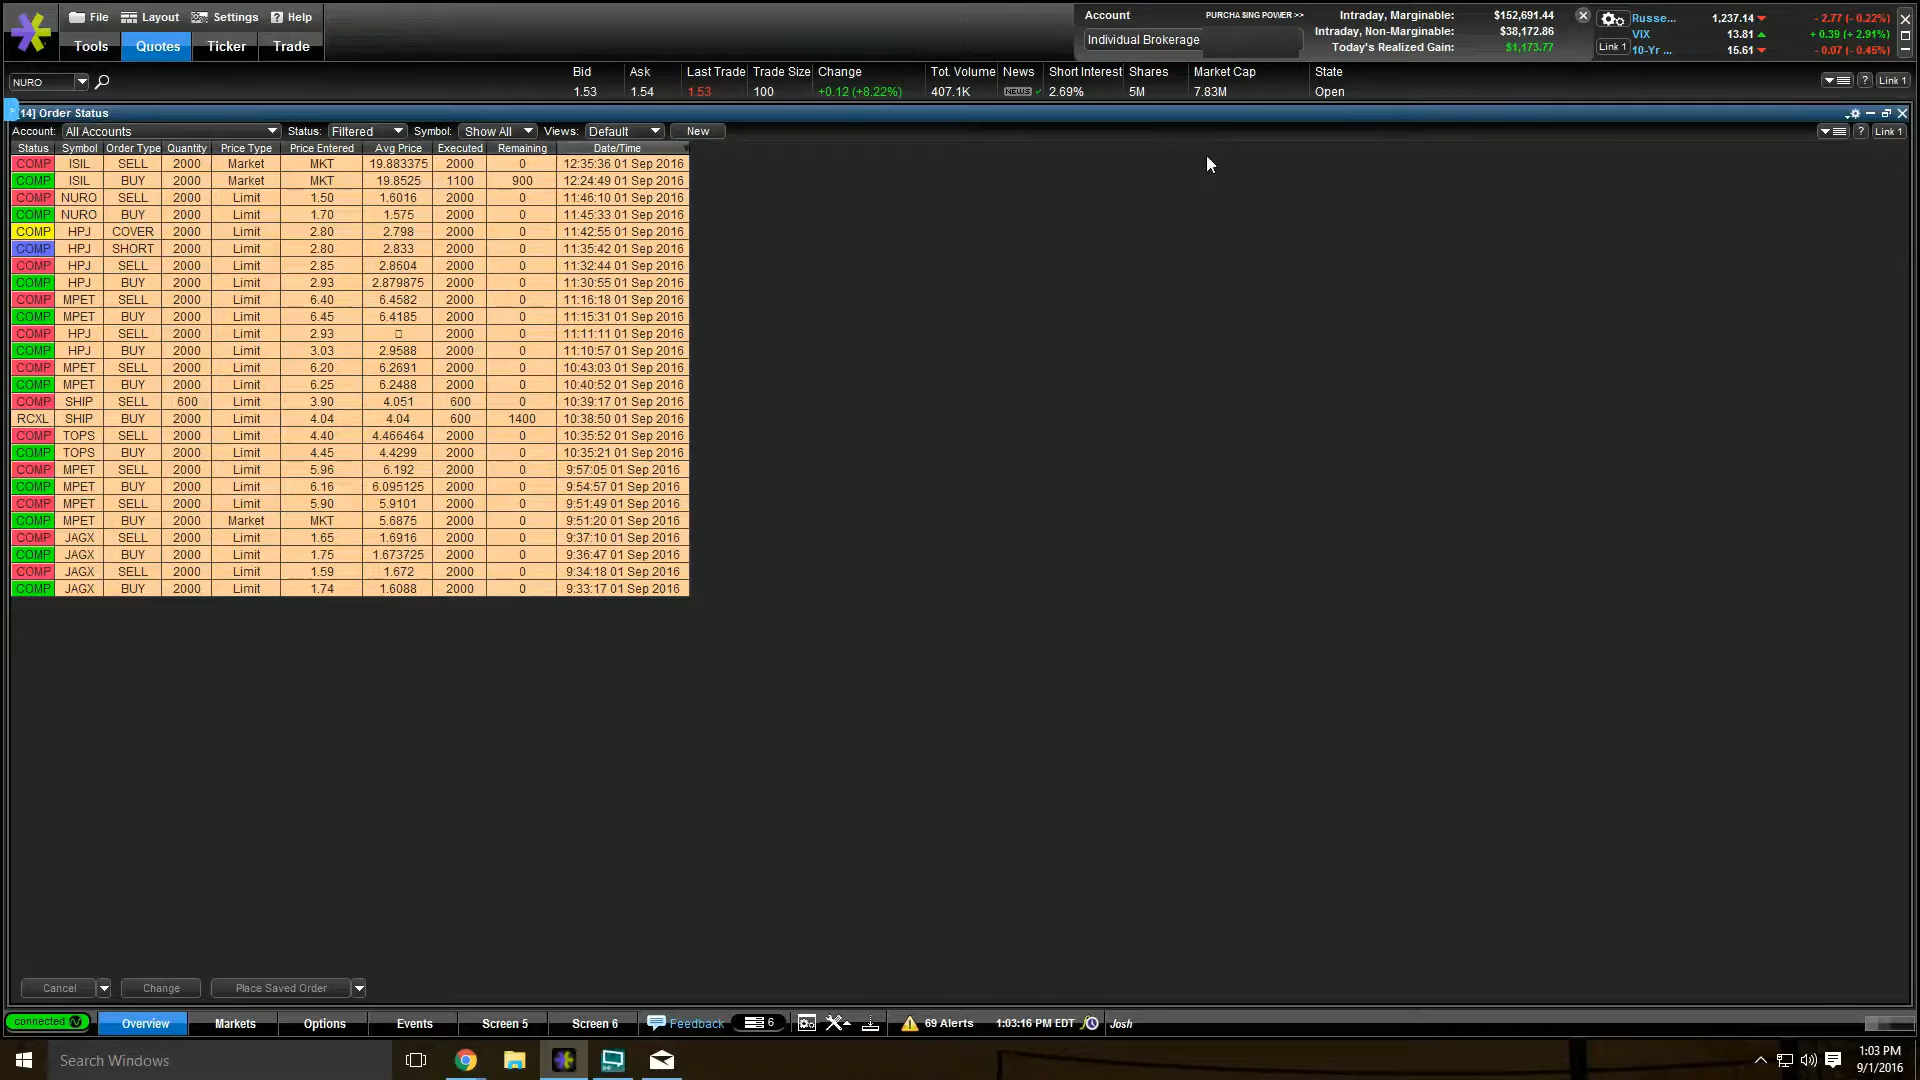 File Layout Settings Help
Tools Quotes Ticker Trade
Account PURCHASING POWER >>
Individual Brokerage
Intraday, Marginable: $152,691.44
Intraday, Non-Marginable: $38,172.86
Today's Realized Gain: $1,173.77
Link 1
Russe... 1,237.14 - 2.77 (- 0.22%)
VIX 13.81 + 0.39 (+ 2.91%)
10-Yr ... 15.61 - 0.07 (- 0.45%)
NURO
Bid Ask Last Trade Trade Size Change Tot. Volume News Short Interest Shares Market Cap State
1.53 1.54 1.53 100 +0.12 (+8.22%) 407.1K NEWS 2.69% 5M 7.83M Open
? Link 1
[14] Order Status
Account: All Accounts Status: Filtered Symbol: Show All Views: Default New ? Link 1
Status Symbol Order Type Quantity Price Type Price Entered Avg Price Executed Remaining Date/Time
COMP ISIL SELL 2000 Market MKT 19.883375 2000 0 12:35:36 01 Sep 2016
COMP ISIL BUY 2000 Market MKT 19.8525 1100 900 12:24:49 01 Sep 2016
COMP NURO SELL 2000 Limit 1.50 1.6016 2000 0 11:46:10 01 Sep 2016
COMP NURO BUY 2000 Limit 1.70 1.575 2000 0 11:45:33 01 Sep 2016
COMP HPJ COVER 2000 Limit 2.80 2.798 2000 0 11:42:55 01 Sep 2016
COMP HPJ SHORT 2000 Limit 2.80 2.833 2000 0 11:35:42 01 Sep 2016
COMP HPJ SELL 2000 Limit 2.85 2.8604 2000 0 11:32:44 01 Sep 2016
COMP HPJ BUY 2000 Limit 2.93 2.879875 2000 0 11:30:55 01 Sep 2016
COMP MPET SELL 2000 Limit 6.40 6.4582 2000 0 11:16:18 01 Sep 2016
COMP MPET BUY 2000 Limit 6.45 6.4185 2000 0 11:15:31 01 Sep 2016
COMP HPJ SELL 2000 Limit 2.93 □ 2000 0 11:11:11 01 Sep 2016
COMP HPJ BUY 2000 Limit 3.03 2.9588 2000 0 11:10:57 01 Sep 2016
COMP MPET SELL 2000 Limit 6.20 6.2691 2000 0 10:43:03 01 Sep 2016
COMP MPET BUY 2000 Limit 6.25 6.2488 2000 0 10:40:52 01 Sep 2016
COMP SHIP SELL 600 Limit 3.90 4.051 600 0 10:39:17 01 Sep 2016
RCXL SHIP BUY 2000 Limit 4.04 4.04 600 1400 10:38:50 01 Sep 2016
COMP TOPS SELL 2000 Limit 4.40 4.466464 2000 0 10:35:52 01 Sep 2016
COMP TOPS BUY 2000 Limit 4.45 4.4299 2000 0 10:35:21 01 Sep 2016
COMP MPET SELL 2000 Limit 5.96 6.192 2000 0 9:57:05 01 Sep 2016
COMP MPET BUY 2000 Limit 6.16 6.095125 2000 0 9:54:57 01 Sep 2016
COMP MPET SELL 2000 Limit 5.90 5.9101 2000 0 9:51:49 01 Sep 2016
COMP MPET BUY 2000 Market MKT 5.6875 2000 0 9:51:20 01 Sep 2016
COMP JAGX SELL 2000 Limit 1.65 1.6916 2000 0 9:37:10 01 Sep 2016
COMP JAGX BUY 2000 Limit 1.75 1.673725 2000 0 9:36:47 01 Sep 2016
COMP JAGX SELL 2000 Limit 1.59 1.672 2000 0 9:34:18 01 Sep 2016
COMP JAGX BUY 2000 Limit 1.74 1.6088 2000 0 9:33:17 01 Sep 2016
Cancel Change Place Saved Order
connected Overview Markets Options Events Screen 5 Screen 6 Feedback 6 69 Alerts 1:03:16 PM EDT Josh
Search Windows
1:03 PM
9/1/2016